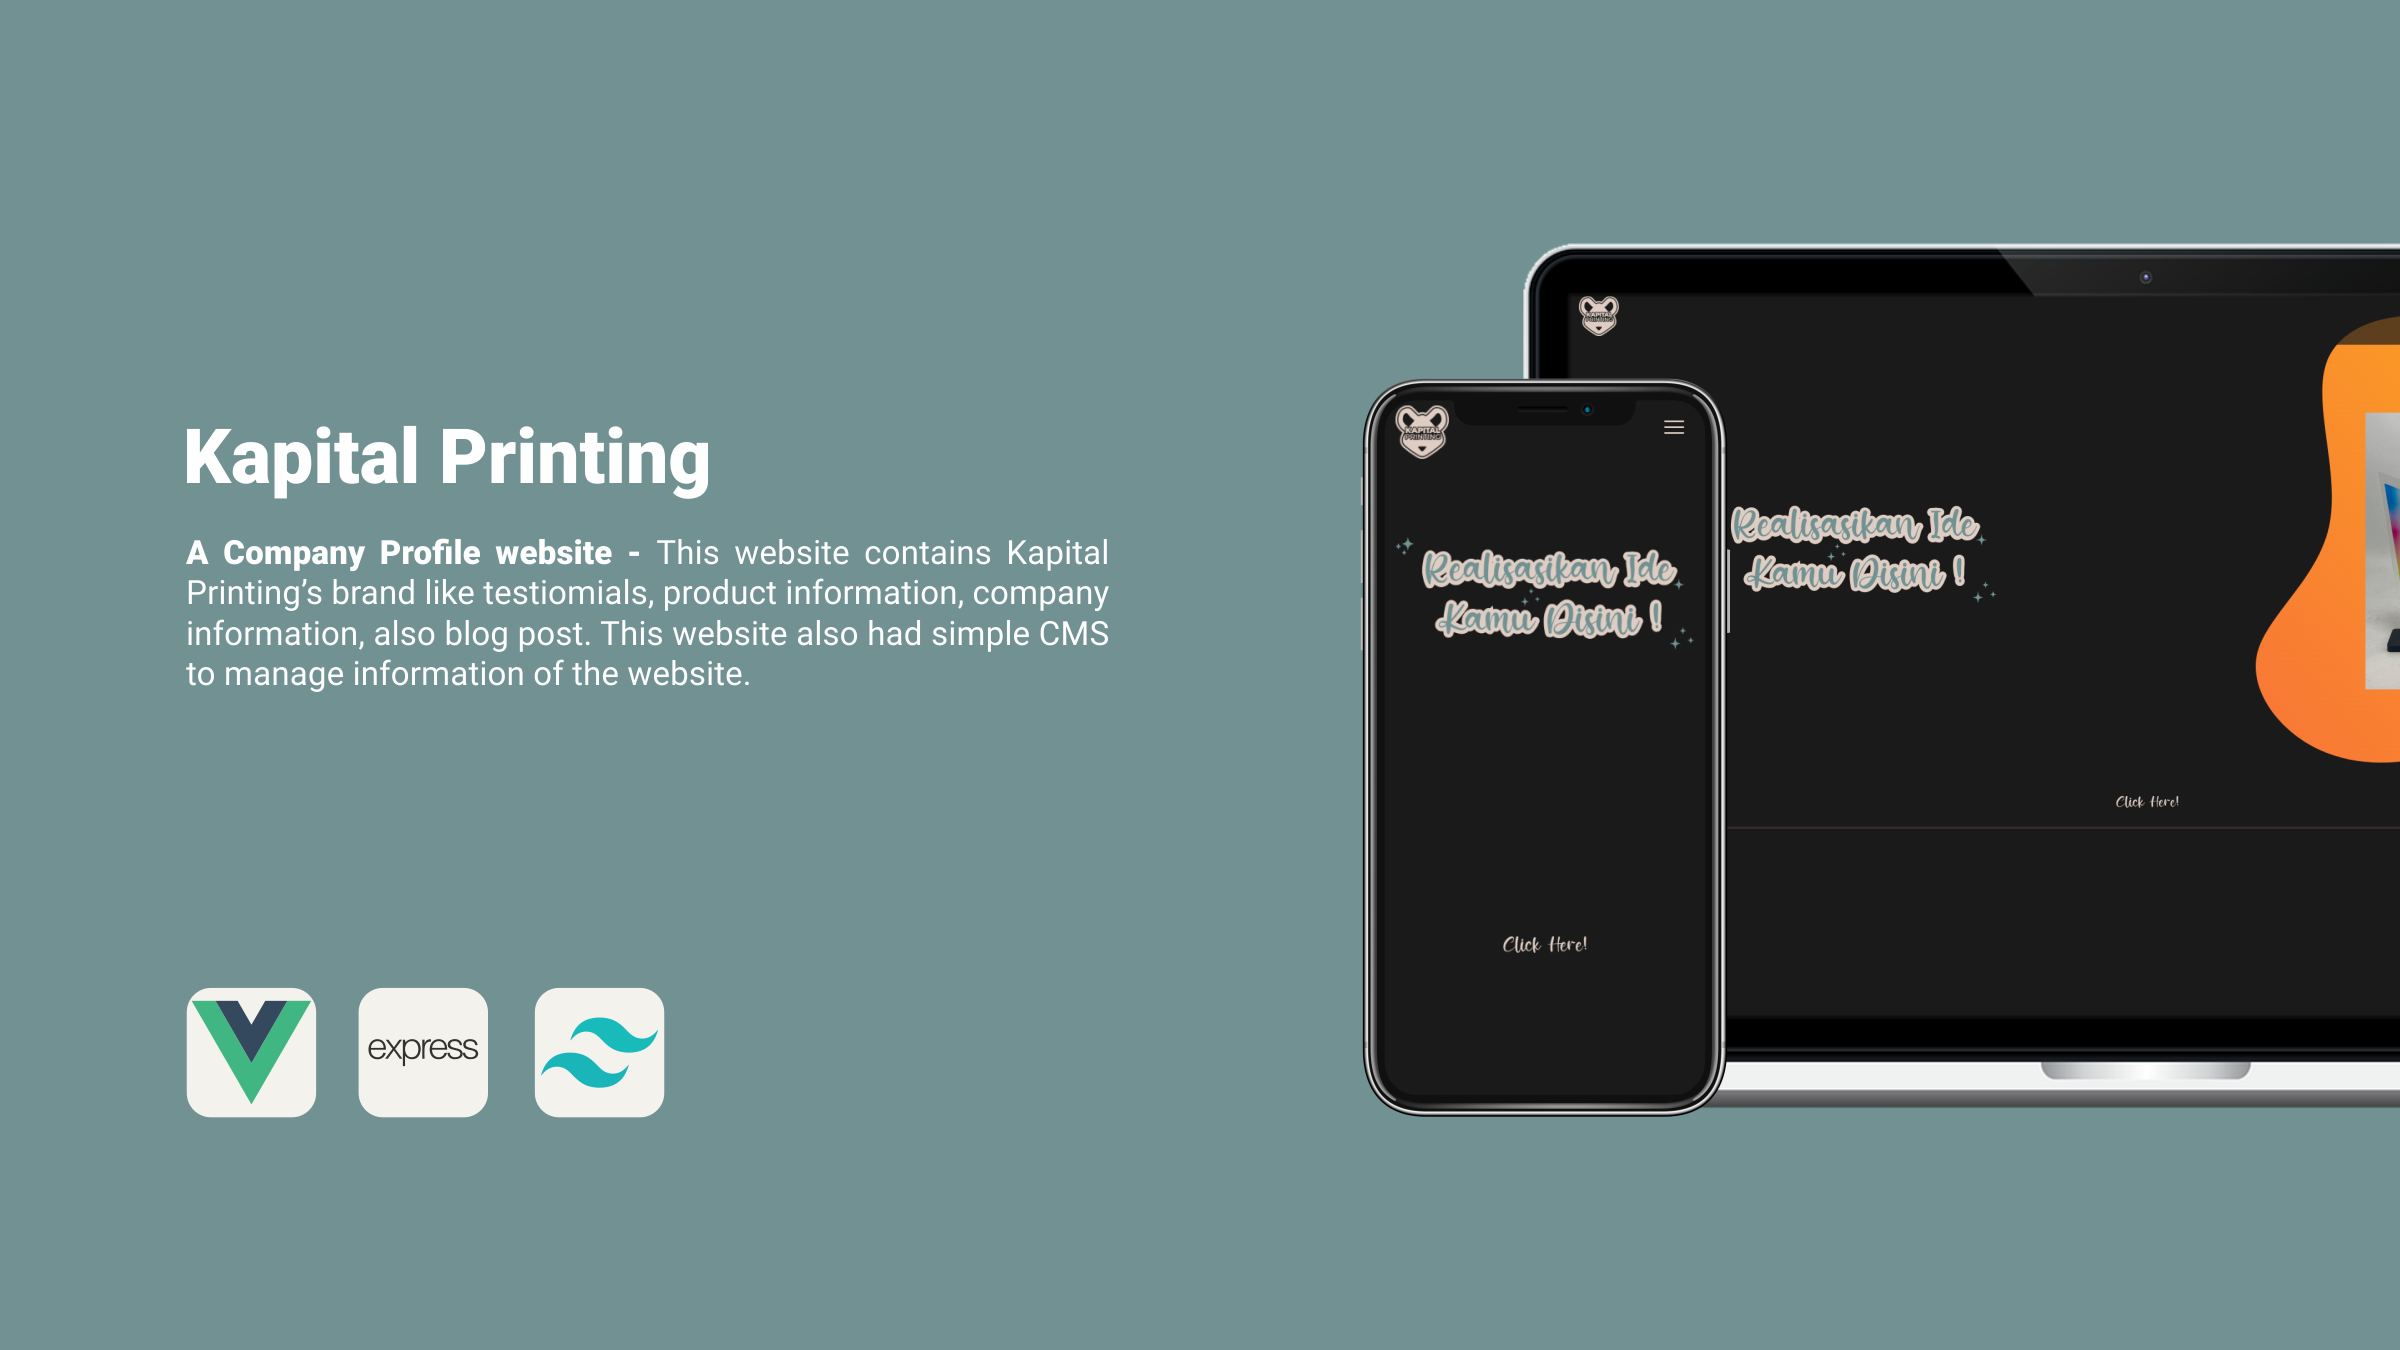 Kapital Printing
A Company Profile website - This website contains Kapital
Printing’s brand like testiomials, product information, company
information, also blog post. This website also had simple CMS
to manage information of the website.
express
KAPITAL
PRINTING
Realisasikan Ide
Kamu Disini !
Click Here!
KAPITAL
PRINTING
Realisasikan Ide
Kamu Disini !
Click Here!